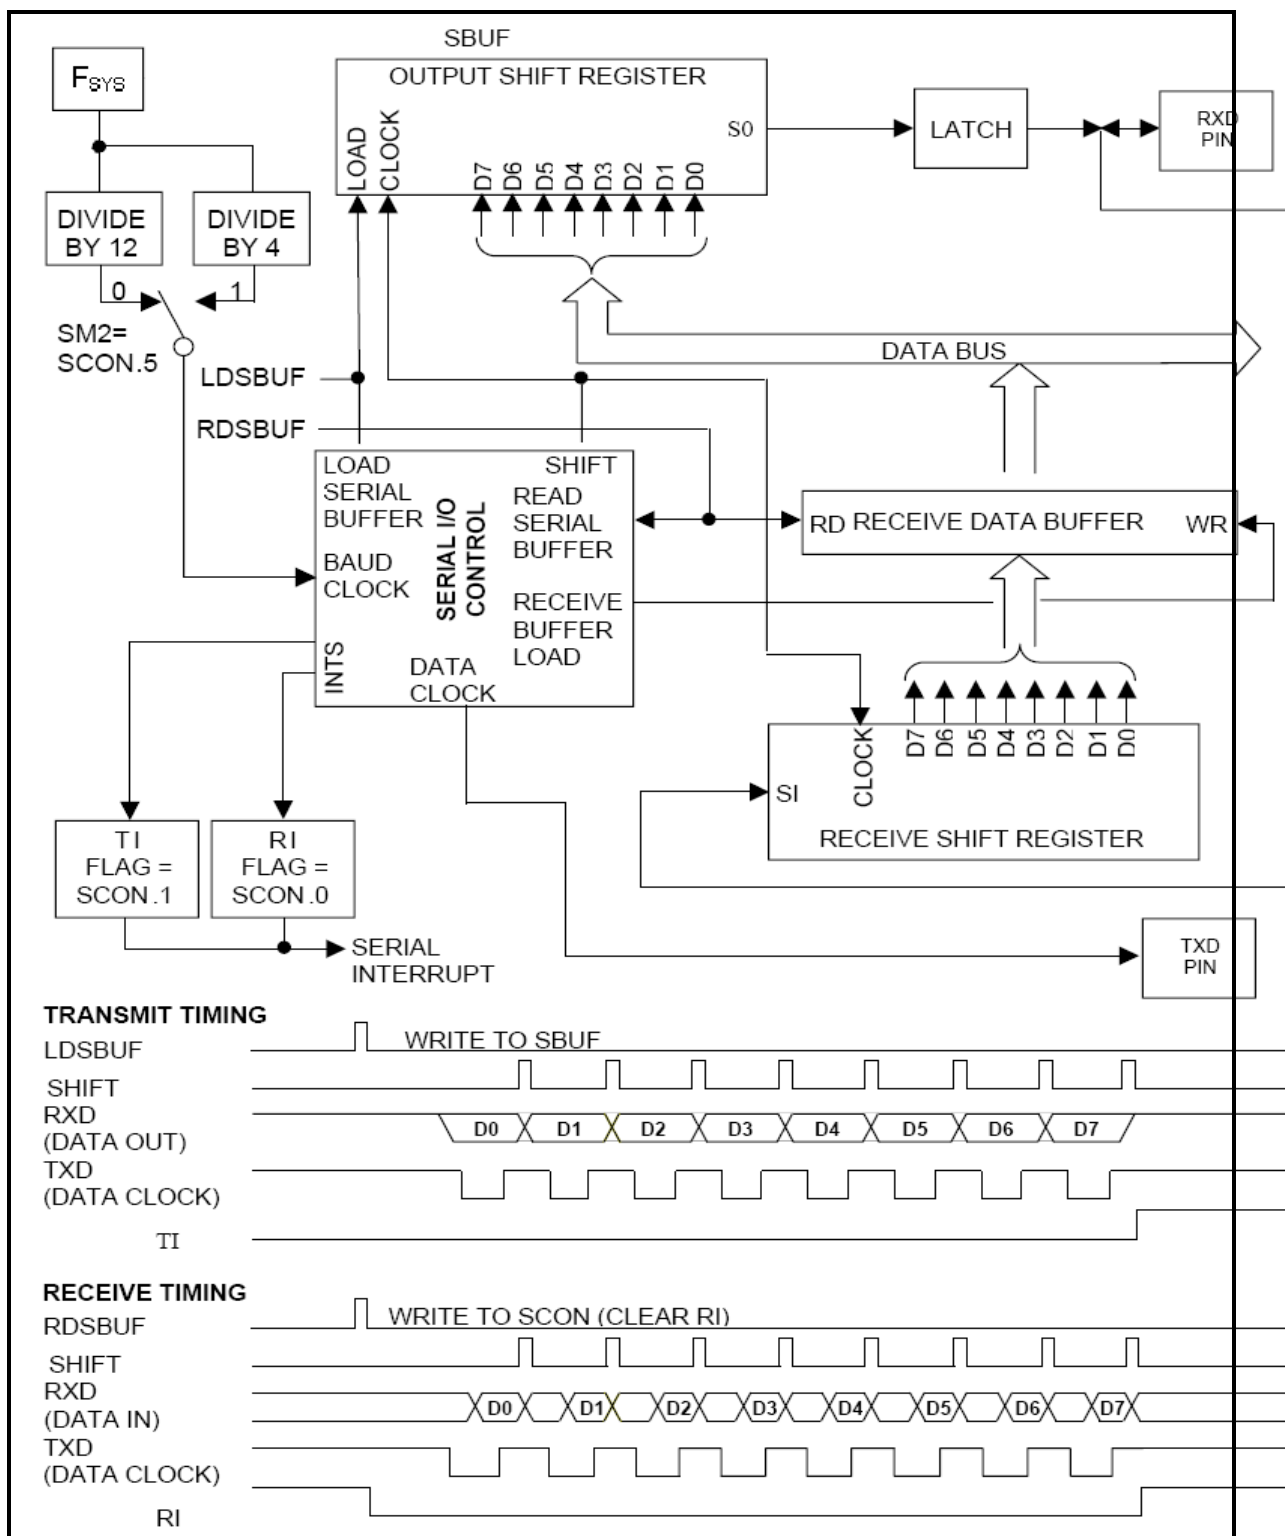 SBUF
OUTPUT SHIFT REGISTER
LOAD
CLOCK
D7
D6
D5
D4
D3
D2
D1
D0
S0
LATCH
RXD
PIN
FSYS
DIVIDE
BY 12
DIVIDE
BY 4
0
1
SM2=
SCON.5
DATA BUS
LDSBUF
RDSBUF
LOAD
SERIAL
BUFFER
BAUD
CLOCK
INTS
SERIAL I/O
CONTROL
SHIFT
READ
SERIAL
BUFFER
RECEIVE
BUFFER
LOAD
DATA
CLOCK
RD RECEIVE DATA BUFFER WR
SI
CLOCK
D7
D6
D5
D4
D3
D2
D1
D0
RECEIVE SHIFT REGISTER
TI
FLAG =
SCON.1
RI
FLAG =
SCON.0
SERIAL
INTERRUPT
TXD
PIN
TRANSMIT TIMING
LDSBUF
WRITE TO SBUF
SHIFT
RXD
(DATA OUT)
D0 D1 D2 D3 D4 D5 D6 D7
TXD
(DATA CLOCK)
TI
RECEIVE TIMING
RDSBUF
WRITE TO SCON (CLEAR RI)
SHIFT
RXD
(DATA IN)
D0 D1 D2 D3 D4 D5 D6 D7
TXD
(DATA CLOCK)
RI